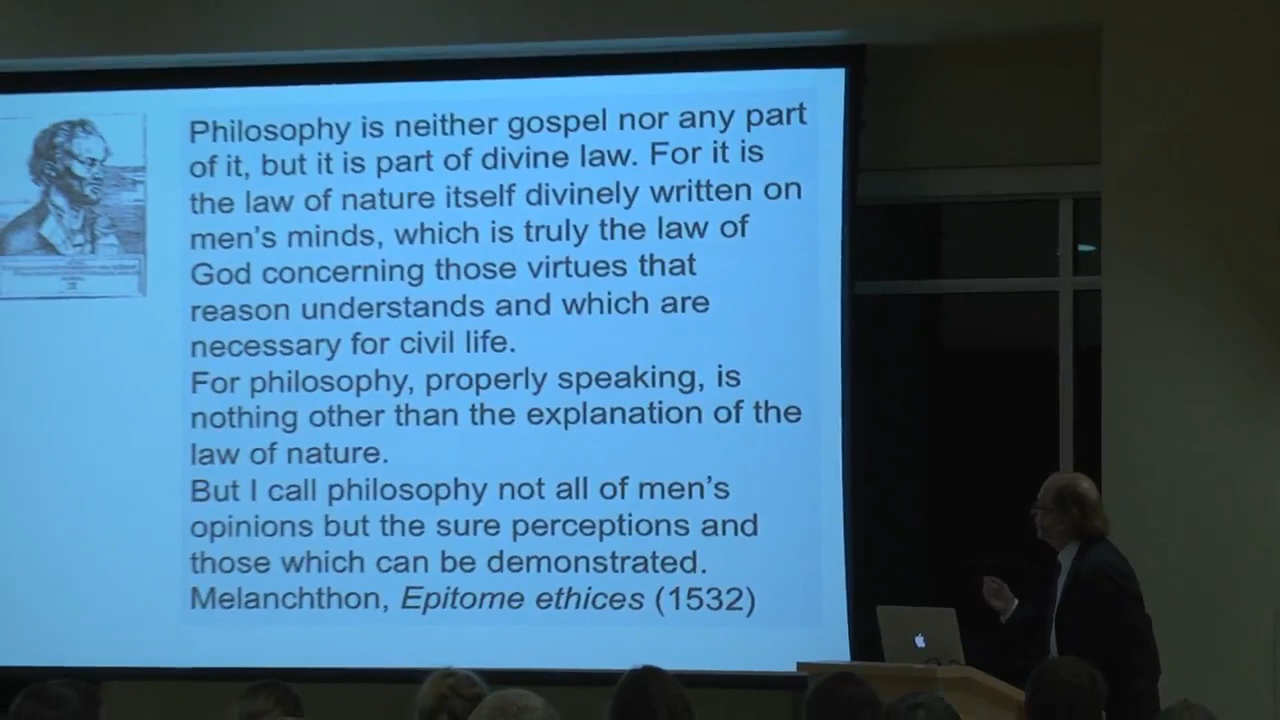 Philosophy is neither gospel nor any part
of it, but it is part of divine law. For it is
the law of nature itself divinely written on
men's minds, which is truly the law of
God concerning those virtues that
reason understands and which are
necessary for civil life.
For philosophy, properly speaking, is
nothing other than the explanation of the
law of nature.
But I call philosophy not all of men's
opinions but the sure perceptions and
those which can be demonstrated.
Melanchthon, Epitome ethices (1532)